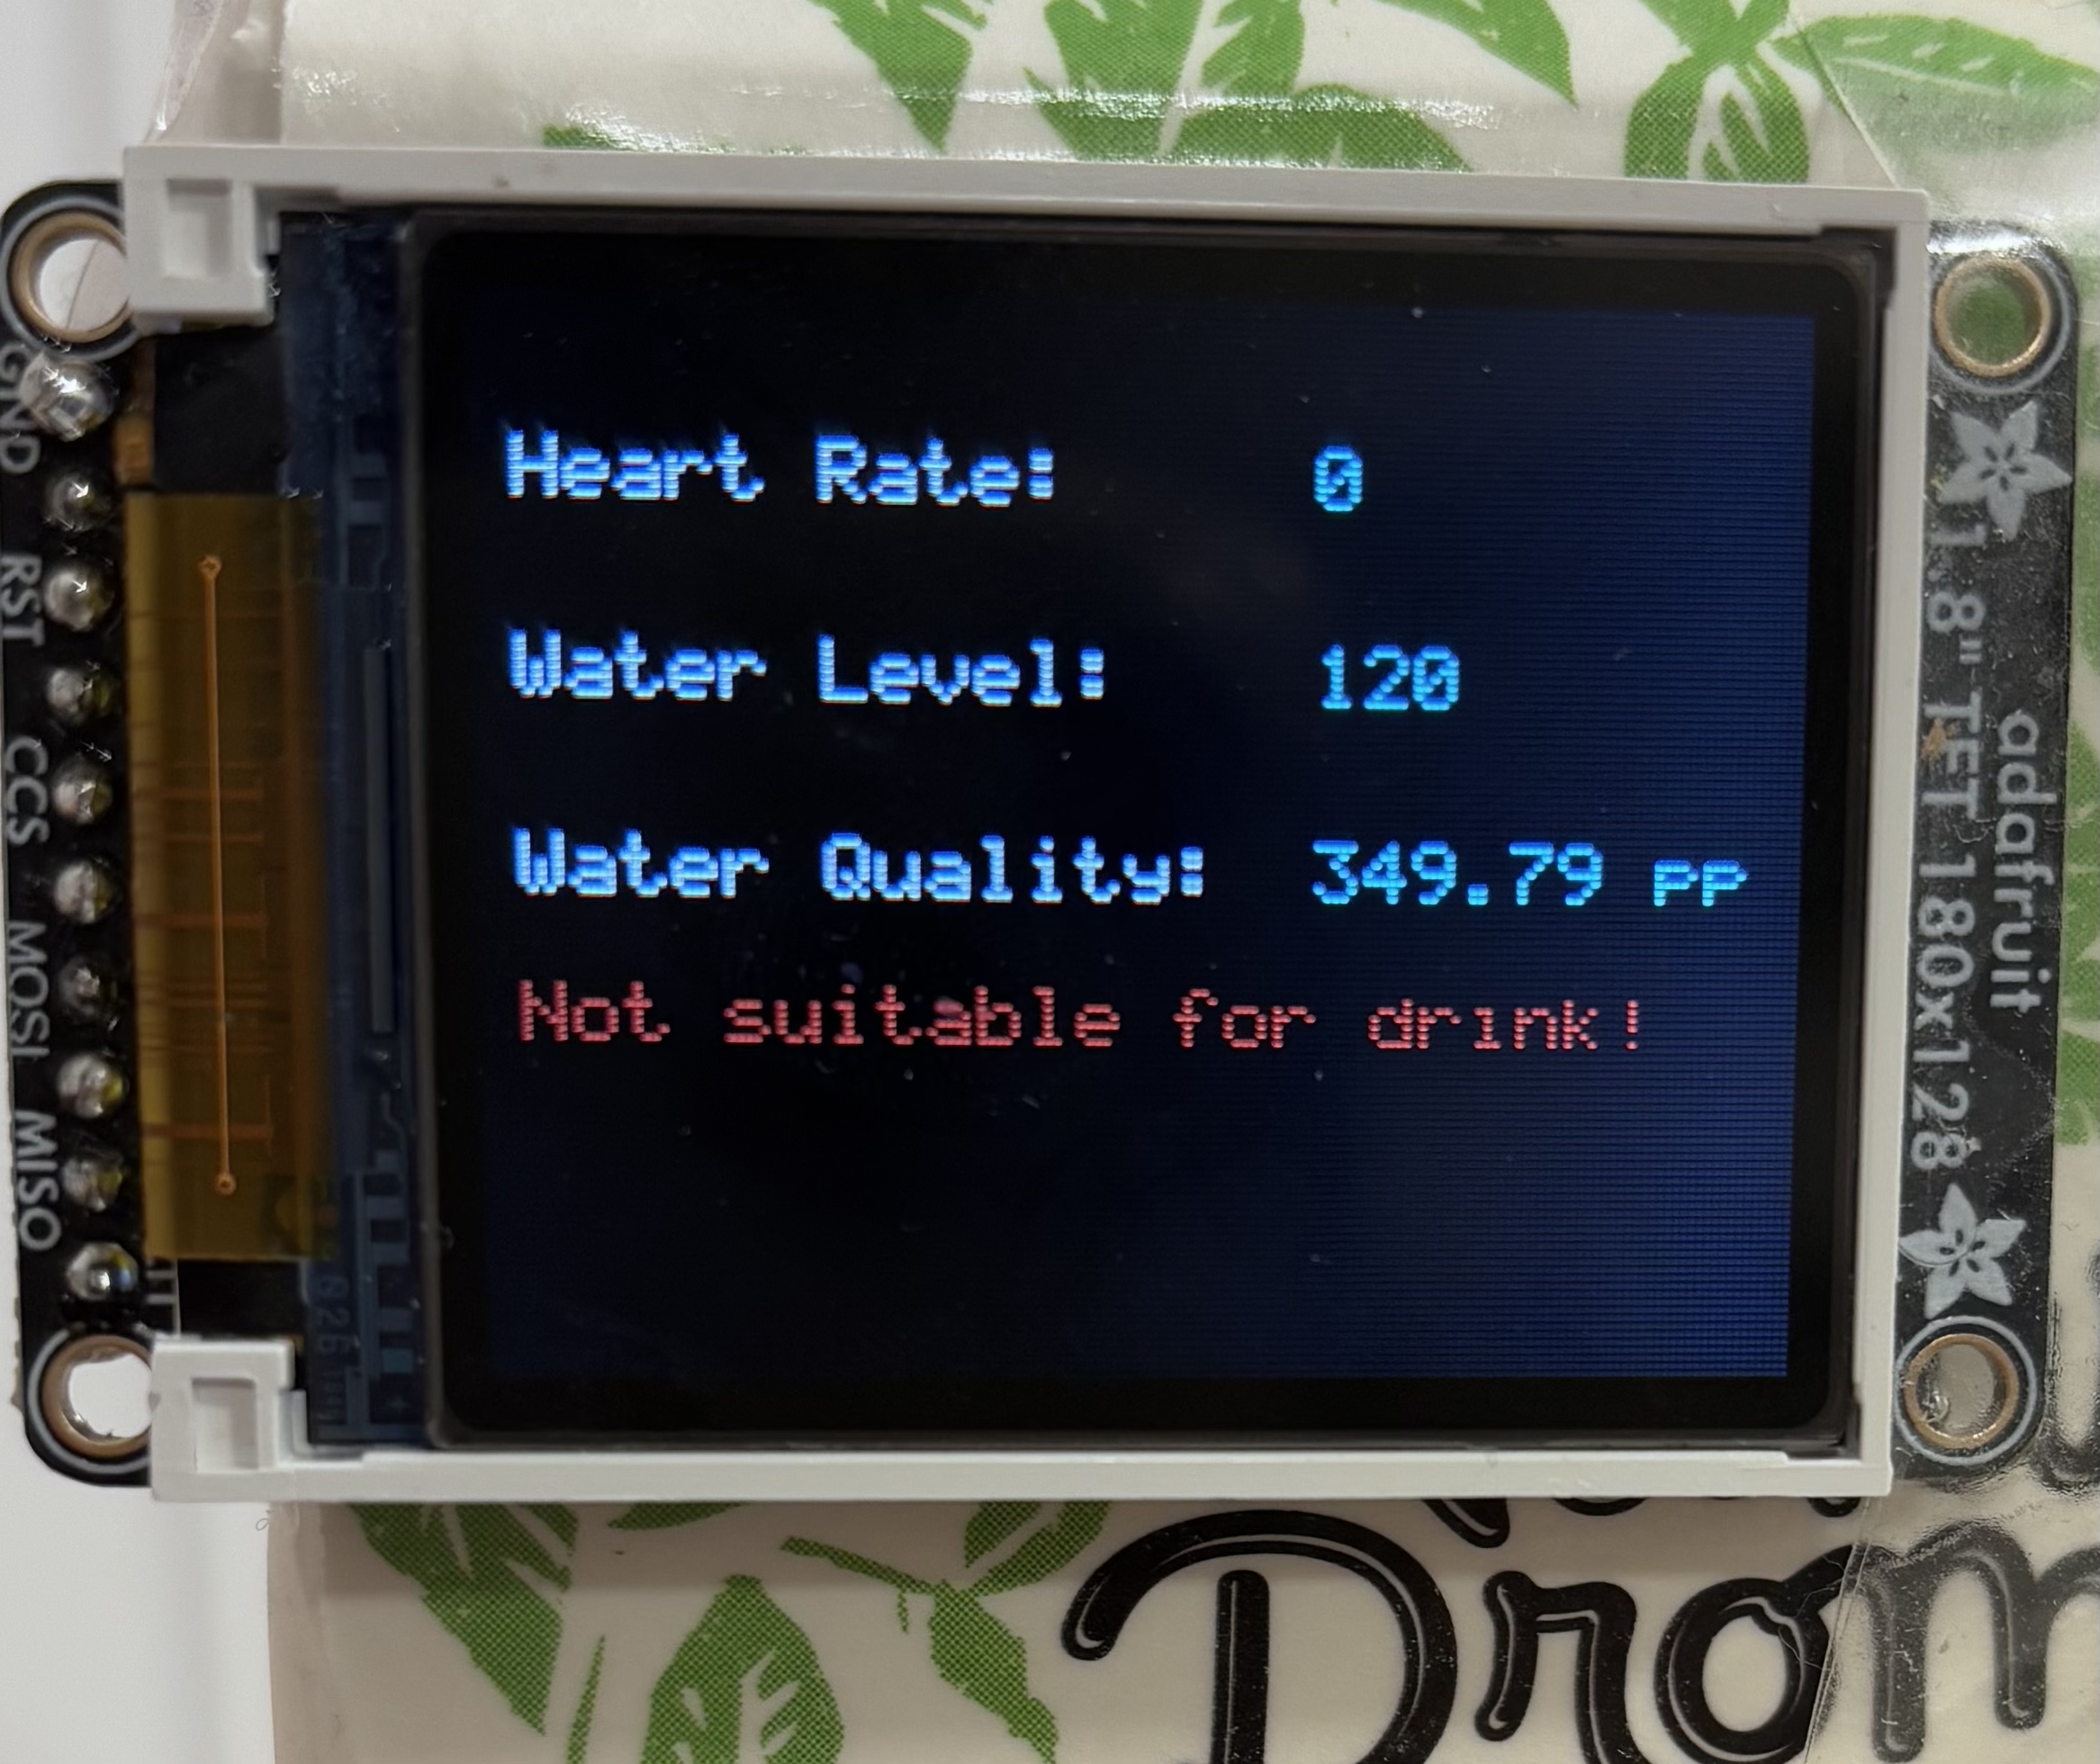 Heart Rate: 0
Water Level: 120
Water Quality: 349.79 pp
Not suitable for drink!
GND
RST
CCS
MOSI
MISO
adafruit
1.8" TFT 180x128
Drom